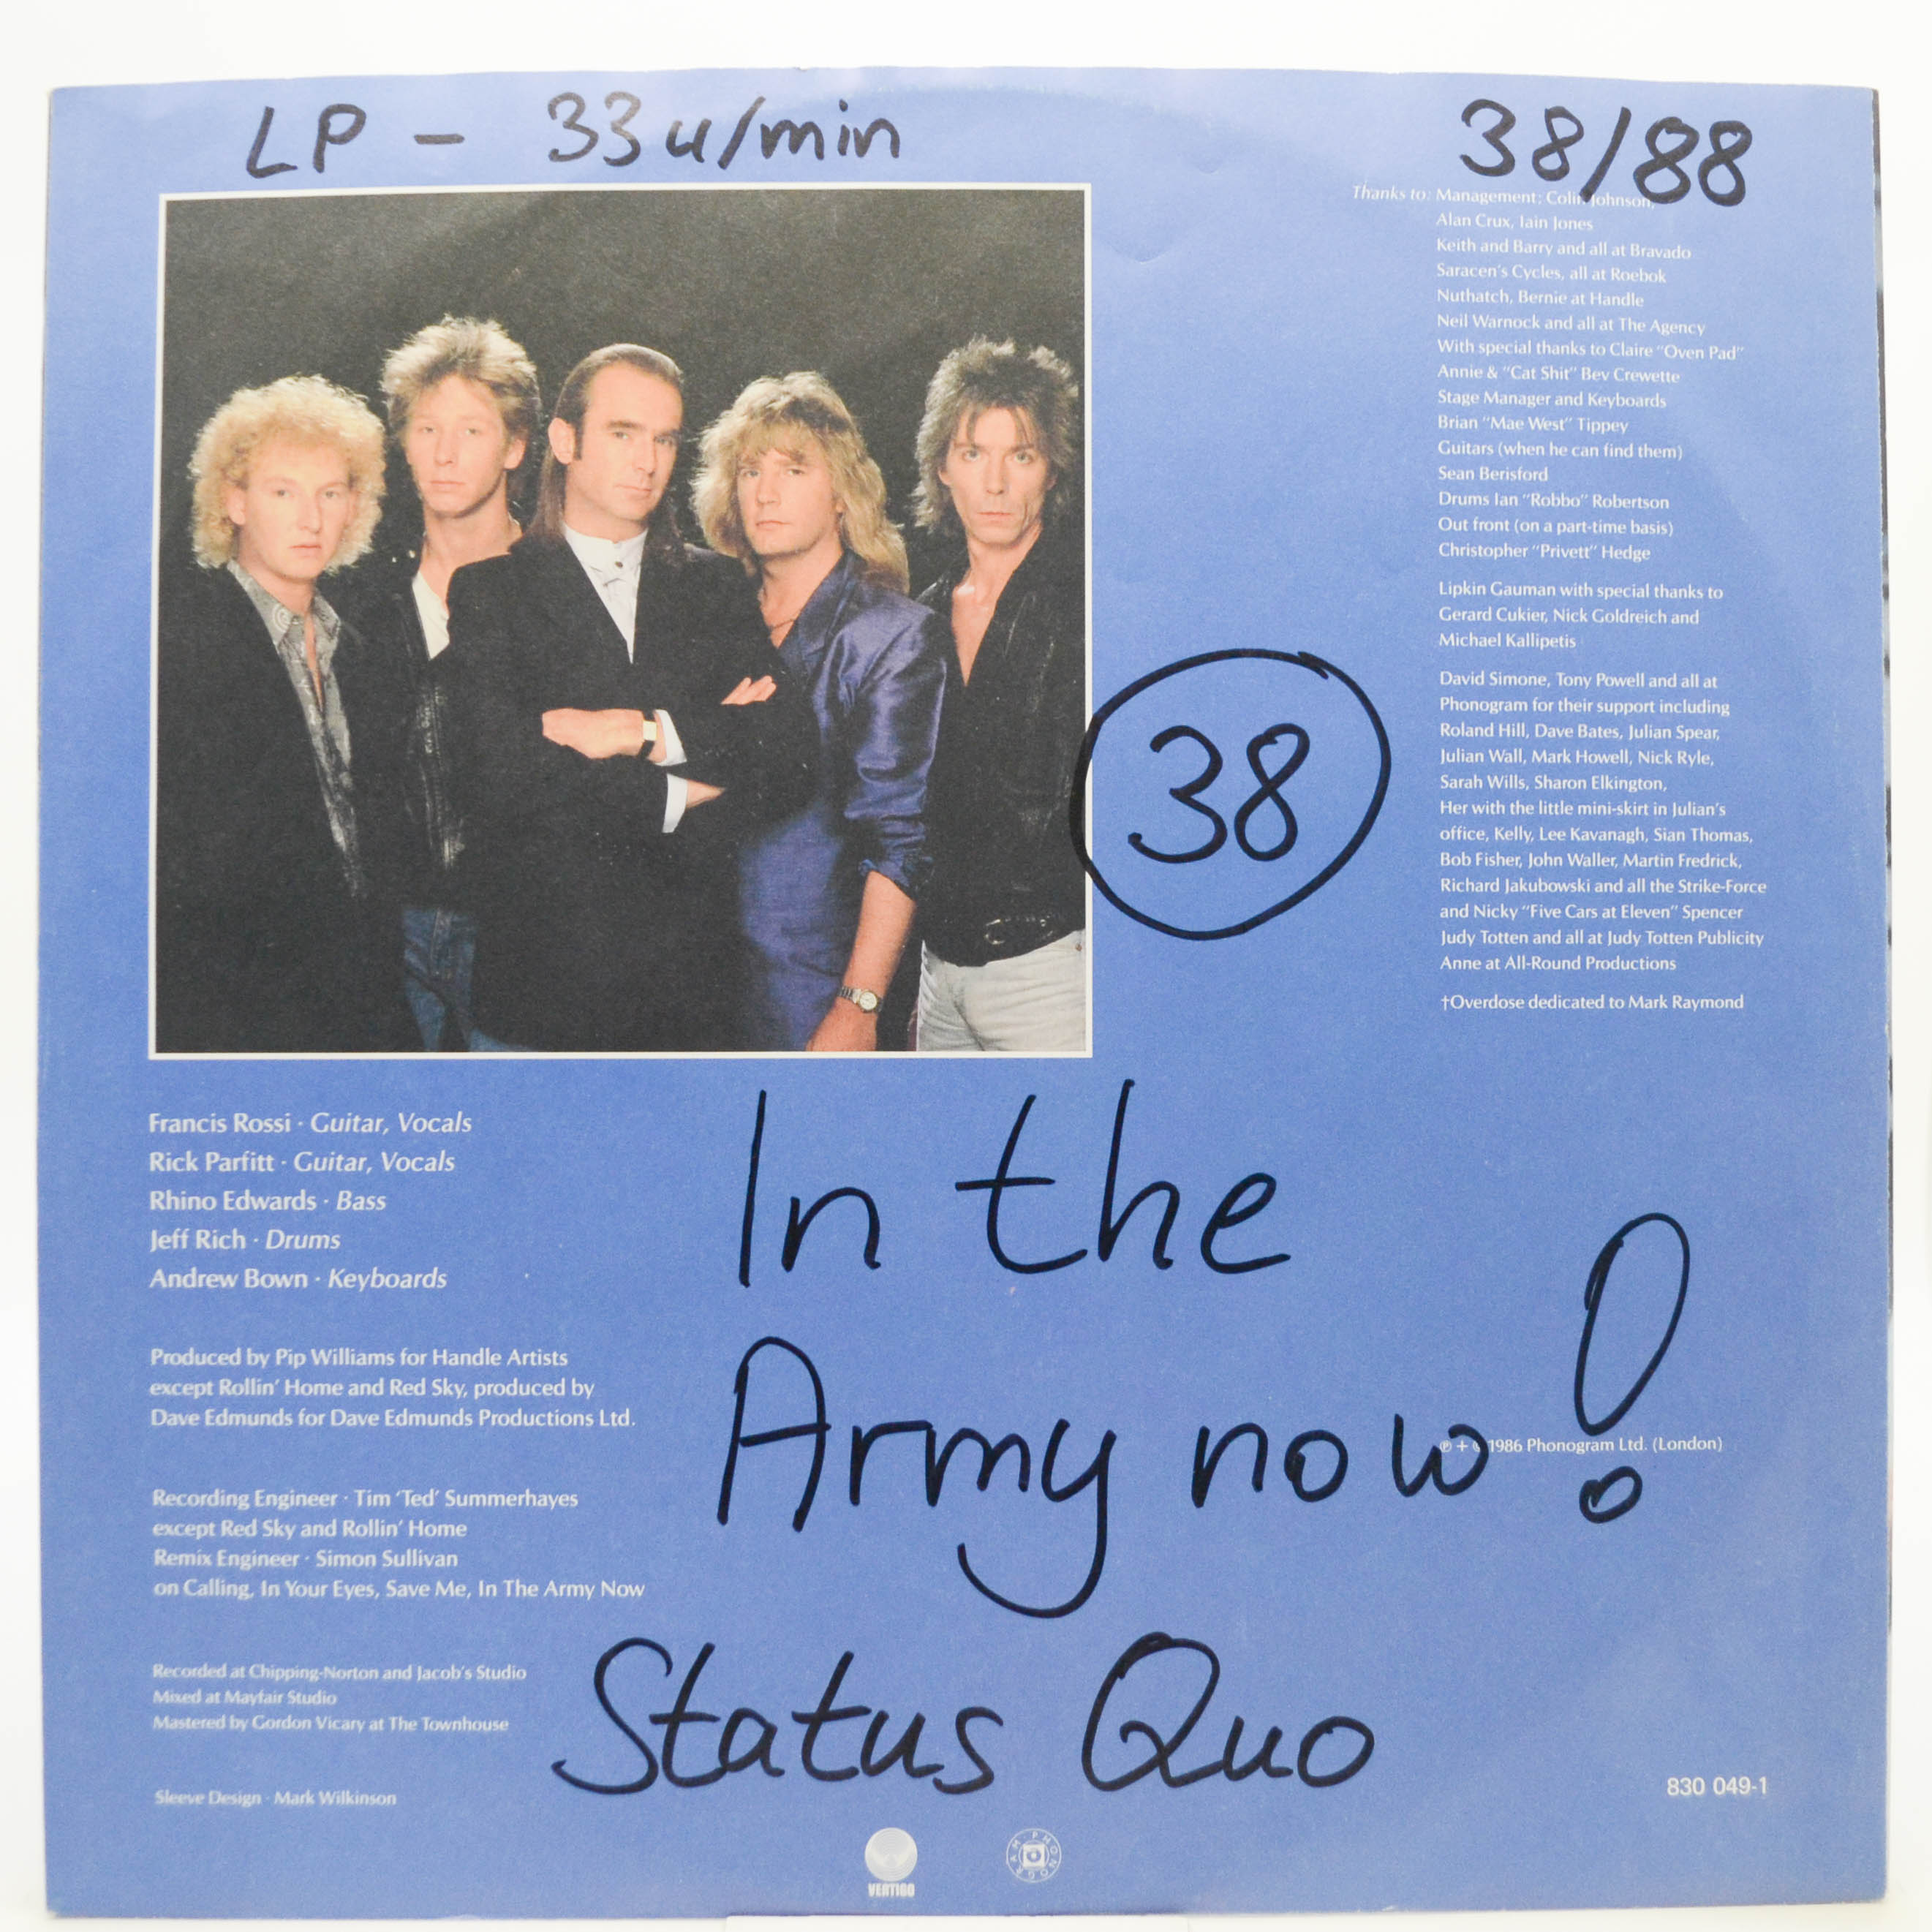 LP - 33 u/min
38/88
Thanks to: Management: Colin Johnson,
Alan Crux, Iain Jones
Keith and Barry and all at Bravado
Saracen's Cycles, all at Roebok
Nuthatch, Bernie at Handle
Neil Warnock and all at The Agency
With special thanks to Claire "Oven Pad"
Annie & "Cat Shit" Bev Crewette
Stage Manager and Keyboards
Brian "Mae West" Tippey
Guitars (when he can find them)
Sean Berisford
Drums Ian "Robbo" Robertson
Out front (on a part-time basis)
Christopher "Privett" Hedge
Lipkin Gauman with special thanks to
Gerard Cukier, Nick Goldreich and
Michael Kallipetis
David Simone, Tony Powell and all at
Phonogram for their support including
Roland Hill, Dave Bates, Julian Spear,
Julian Wall, Mark Howell, Nick Ryle,
Sarah Wills, Sharon Elkington,
Her with the little mini-skirt in Julian's
office, Kelly, Lee Kavanagh, Sian Thomas,
Bob Fisher, John Waller, Martin Fredrick,
Richard Jakubowski and all the Strike-Force
and Nicky "Five Cars at Eleven" Spencer
Judy Totten and all at Judy Totten Publicity
Anne at All-Round Productions
†Overdose dedicated to Mark Raymond
38
Francis Rossi · Guitar, Vocals
Rick Parfitt · Guitar, Vocals
Rhino Edwards · Bass
Jeff Rich · Drums
Andrew Bown · Keyboards
Produced by Pip Williams for Handle Artists
except Rollin' Home and Red Sky, produced by
Dave Edmunds for Dave Edmunds Productions Ltd.
Recording Engineer · Tim 'Ted' Summerhayes
except Red Sky and Rollin' Home
Remix Engineer · Simon Sullivan
on Calling, In Your Eyes, Save Me, In The Army Now
Recorded at Chipping-Norton and Jacob's Studio
Mixed at Mayfair Studio
Mastered by Gordon Vicary at The Townhouse
Sleeve Design · Mark Wilkinson
In the
Army now!
Status Quo
℗ + © 1986 Phonogram Ltd. (London)
830 049-1
VERTIGO
PHONOGRAM